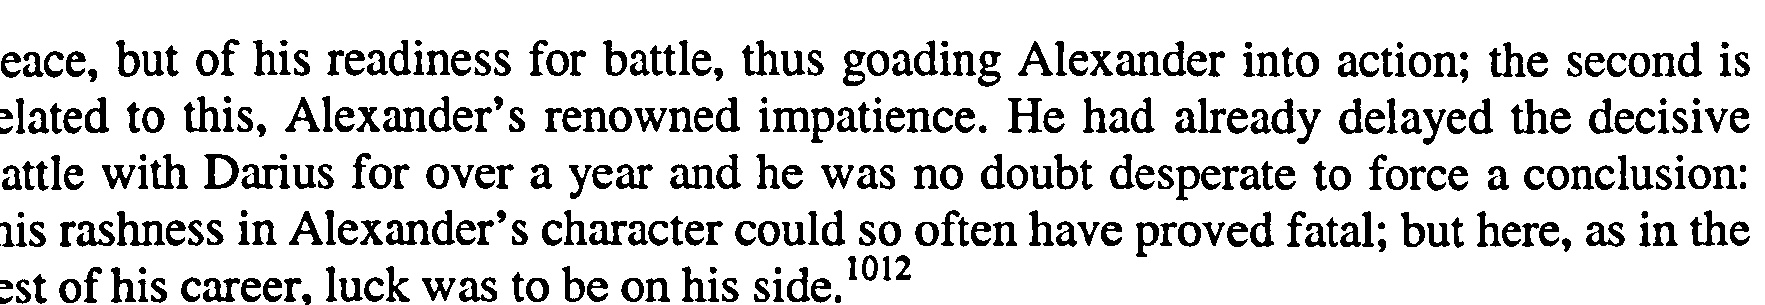 eace, but of his readiness for battle, thus goading Alexander into action; the second is
elated to this, Alexander's renowned impatience. He had already delayed the decisive
attle with Darius for over a year and he was no doubt desperate to force a conclusion:
his rashness in Alexander's character could so often have proved fatal; but here, as in the
est of his career, luck was to be on his side.1012